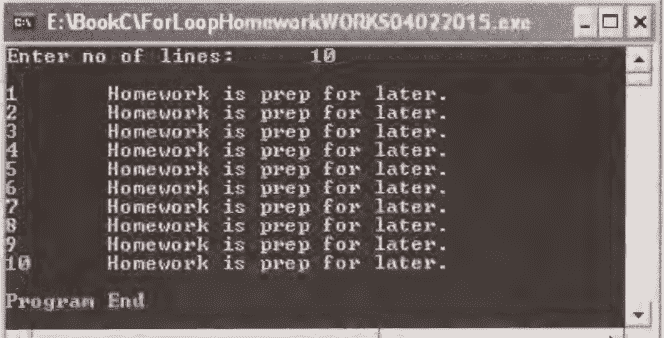 E:\BookC\ForLoopHomeworkWORKS04022015.exe
Enter no of lines: 10
1 Homework is prep for later.
2 Homework is prep for later.
3 Homework is prep for later.
4 Homework is prep for later.
5 Homework is prep for later.
6 Homework is prep for later.
7 Homework is prep for later.
8 Homework is prep for later.
9 Homework is prep for later.
10 Homework is prep for later.
Program End